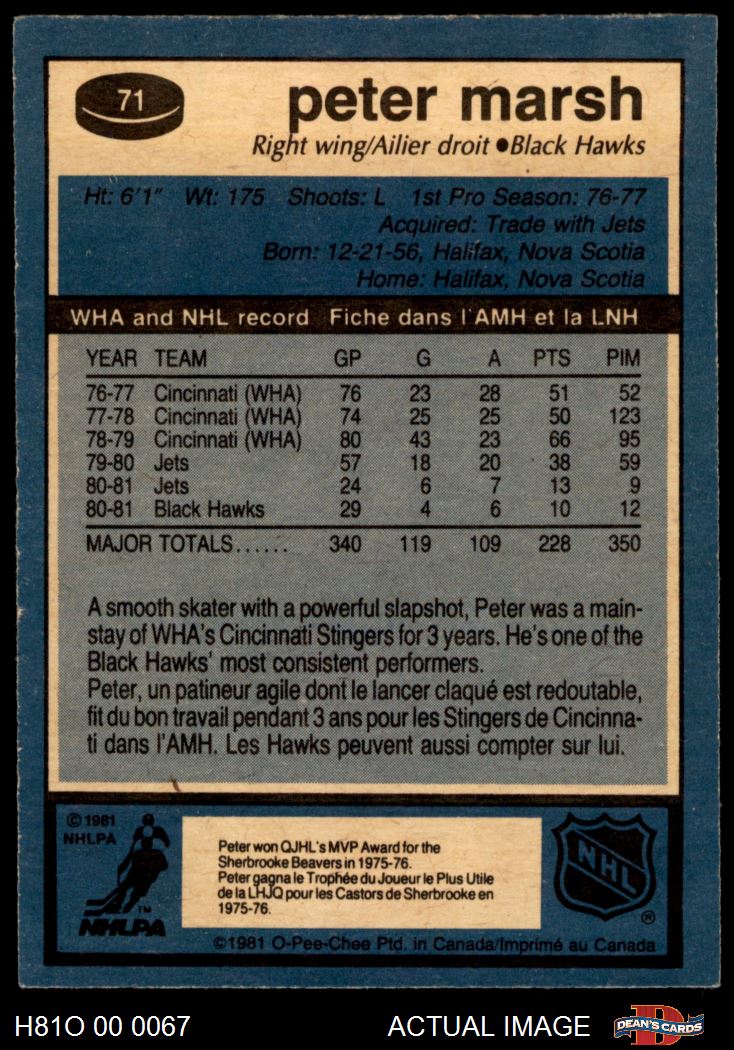 71
peter marsh
Right wing/Ailier droit ●Black Hawks
Ht: 6'1" Wt: 175 Shoots: L 1st Pro Season: 76-77
Acquired: Trade with Jets
Born: 12-21-56, Halifax, Nova Scotia
Home: Halifax, Nova Scotia
WHA and NHL record Fiche dans l'AMH et la LNH
YEAR TEAM GP G A PTS PIM
76-77 Cincinnati (WHA) 76 23 28 51 52
77-78 Cincinnati (WHA) 74 25 25 50 123
78-79 Cincinnati (WHA) 80 43 23 66 95
79-80 Jets 57 18 20 38 59
80-81 Jets 24 6 7 13 9
80-81 Black Hawks 29 4 6 10 12
MAJOR TOTALS...... 340 119 109 228 350
A smooth skater with a powerful slapshot, Peter was a main-
stay of WHA's Cincinnati Stingers for 3 years. He's one of the
Black Hawks' most consistent performers.
Peter, un patineur agile dont le lancer claqué est redoutable,
fit du bon travail pendant 3 ans pour les Stingers de Cincinna-
ti dans l'AMH. Les Hawks peuvent aussi compter sur lui.
©1981
NHLPA
TM
NHLPA
Peter won QJHL's MVP Award for the
Sherbrooke Beavers in 1975-76.
Peter gagna le Trophée du Joueur le Plus Utile
de la LHJQ pour les Castors de Sherbrooke en
1975-76.
NHL
®
©1981 O-Pee-Chee Ptd. in Canada/Imprimé au Canada
H81O 00 0067
ACTUAL IMAGE
D
DEAN'S CARDS